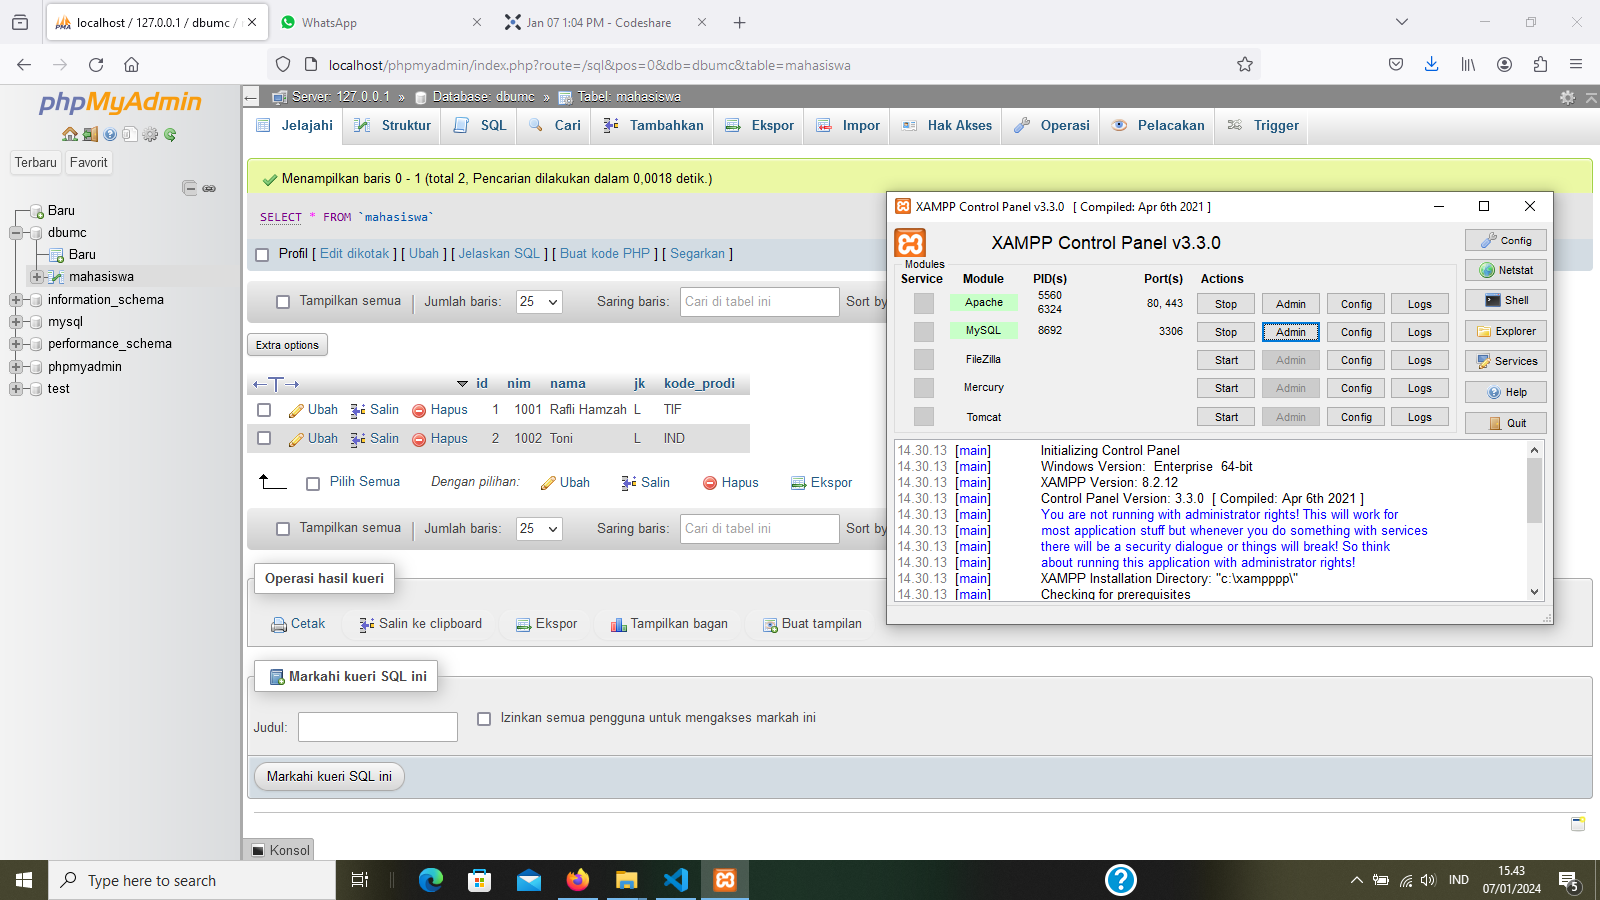 localhost / 127.0.0.1 / dbumc /
WhatsApp
Jan 07 1:04 PM - Codeshare
localhost/phpmyadmin/index.php?route=/sql&pos=0&db=dbumc&table=mahasiswa
phpMyAdmin
Terbaru Favorit
Baru
dbumc
Baru
mahasiswa
information_schema
mysql
performance_schema
phpmyadmin
test
Server: 127.0.0.1 » Database: dbumc » Tabel: mahasiswa
Jelajahi Struktur SQL Cari Tambahkan Ekspor Impor Hak Akses Operasi Pelacakan Trigger
Menampilkan baris 0 - 1 (total 2, Pencarian dilakukan dalam 0,0018 detik.)
SELECT * FROM `mahasiswa`
Profil [ Edit dikotak ] [ Ubah ] [ Jelaskan SQL ] [ Buat kode PHP ] [ Segarkan ]
Tampilkan semua Jumlah baris: 25 Saring baris: Cari di tabel ini Sort by
Extra options
id nim nama jk kode_prodi
Ubah Salin Hapus 1 1001 Rafli Hamzah L TIF
Ubah Salin Hapus 2 1002 Toni L IND
Pilih Semua Dengan pilihan: Ubah Salin Hapus Ekspor
Tampilkan semua Jumlah baris: 25 Saring baris: Cari di tabel ini Sort by
Operasi hasil kueri
Cetak Salin ke clipboard Ekspor Tampilkan bagan Buat tampilan
Markahi kueri SQL ini
Judul: Izinkan semua pengguna untuk mengakses markah ini
Markahi kueri SQL ini
Konsol
XAMPP Control Panel v3.3.0 [ Compiled: Apr 6th 2021 ]
XAMPP Control Panel v3.3.0
Modules
Service Module PID(s) Port(s) Actions
Apache 5560 6324 80, 443 Stop Admin Config Logs
MySQL 8692 3306 Stop Admin Config Logs
FileZilla Start Admin Config Logs
Mercury Start Admin Config Logs
Tomcat Start Admin Config Logs
Config
Netstat
Shell
Explorer
Services
Help
Quit
14.30.13 [main] Initializing Control Panel
14.30.13 [main] Windows Version: Enterprise 64-bit
14.30.13 [main] XAMPP Version: 8.2.12
14.30.13 [main] Control Panel Version: 3.3.0 [ Compiled: Apr 6th 2021 ]
14.30.13 [main] You are not running with administrator rights! This will work for
14.30.13 [main] most application stuff but whenever you do something with services
14.30.13 [main] there will be a security dialogue or things will break! So think
14.30.13 [main] about running this application with administrator rights!
14.30.13 [main] XAMPP Installation Directory: "c:\xampppp\"
14.30.13 [main] Checking for prerequisites
Type here to search
IND
15.43
07/01/2024
5